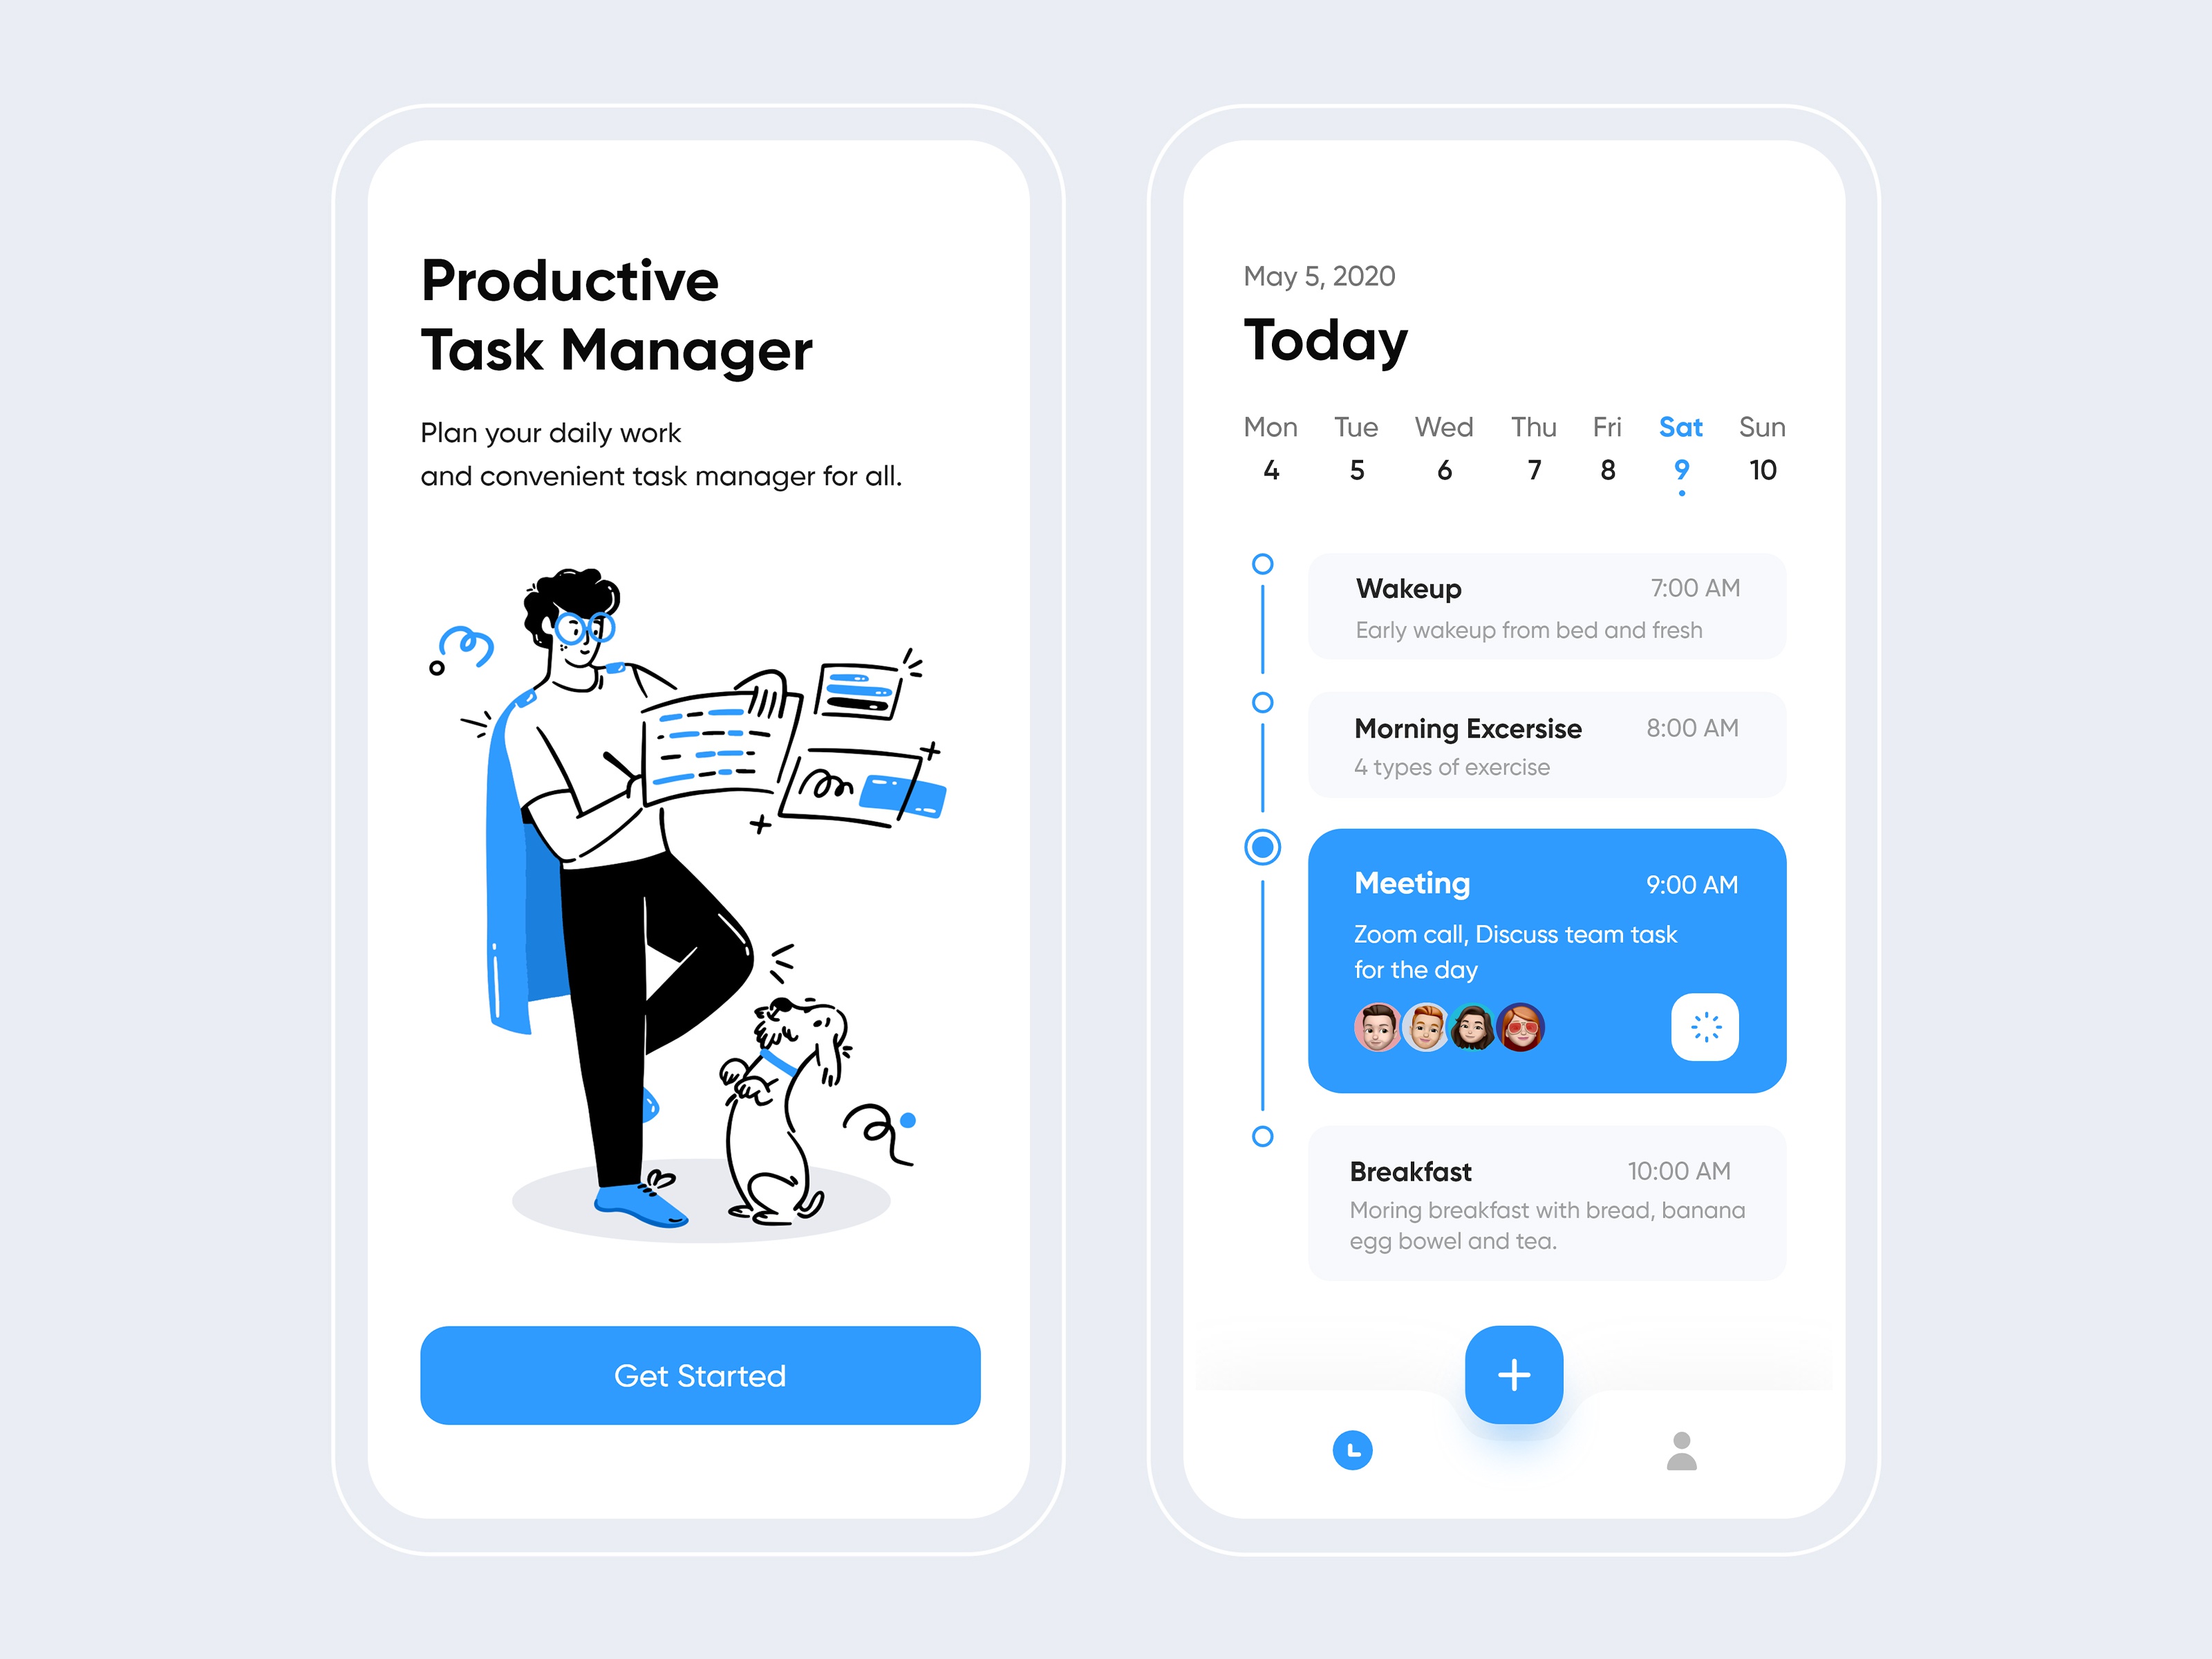 Productive
Task Manager
Plan your daily work
and convenient task manager for all.
Get Started
May 5, 2020
Today
Mon Tue Wed Thu Fri Sat Sun
4 5 6 7 8 9 10
Wakeup 7:00 AM
Early wakeup from bed and fresh
Morning Excersise 8:00 AM
4 types of exercise
Meeting 9:00 AM
Zoom call, Discuss team task
for the day
Breakfast 10:00 AM
Moring breakfast with bread, banana
egg bowel and tea.